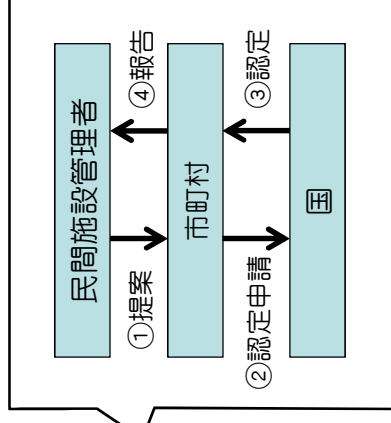 民間施設管理者
①提案
④報告
市町村
②認定申請
③認定
国